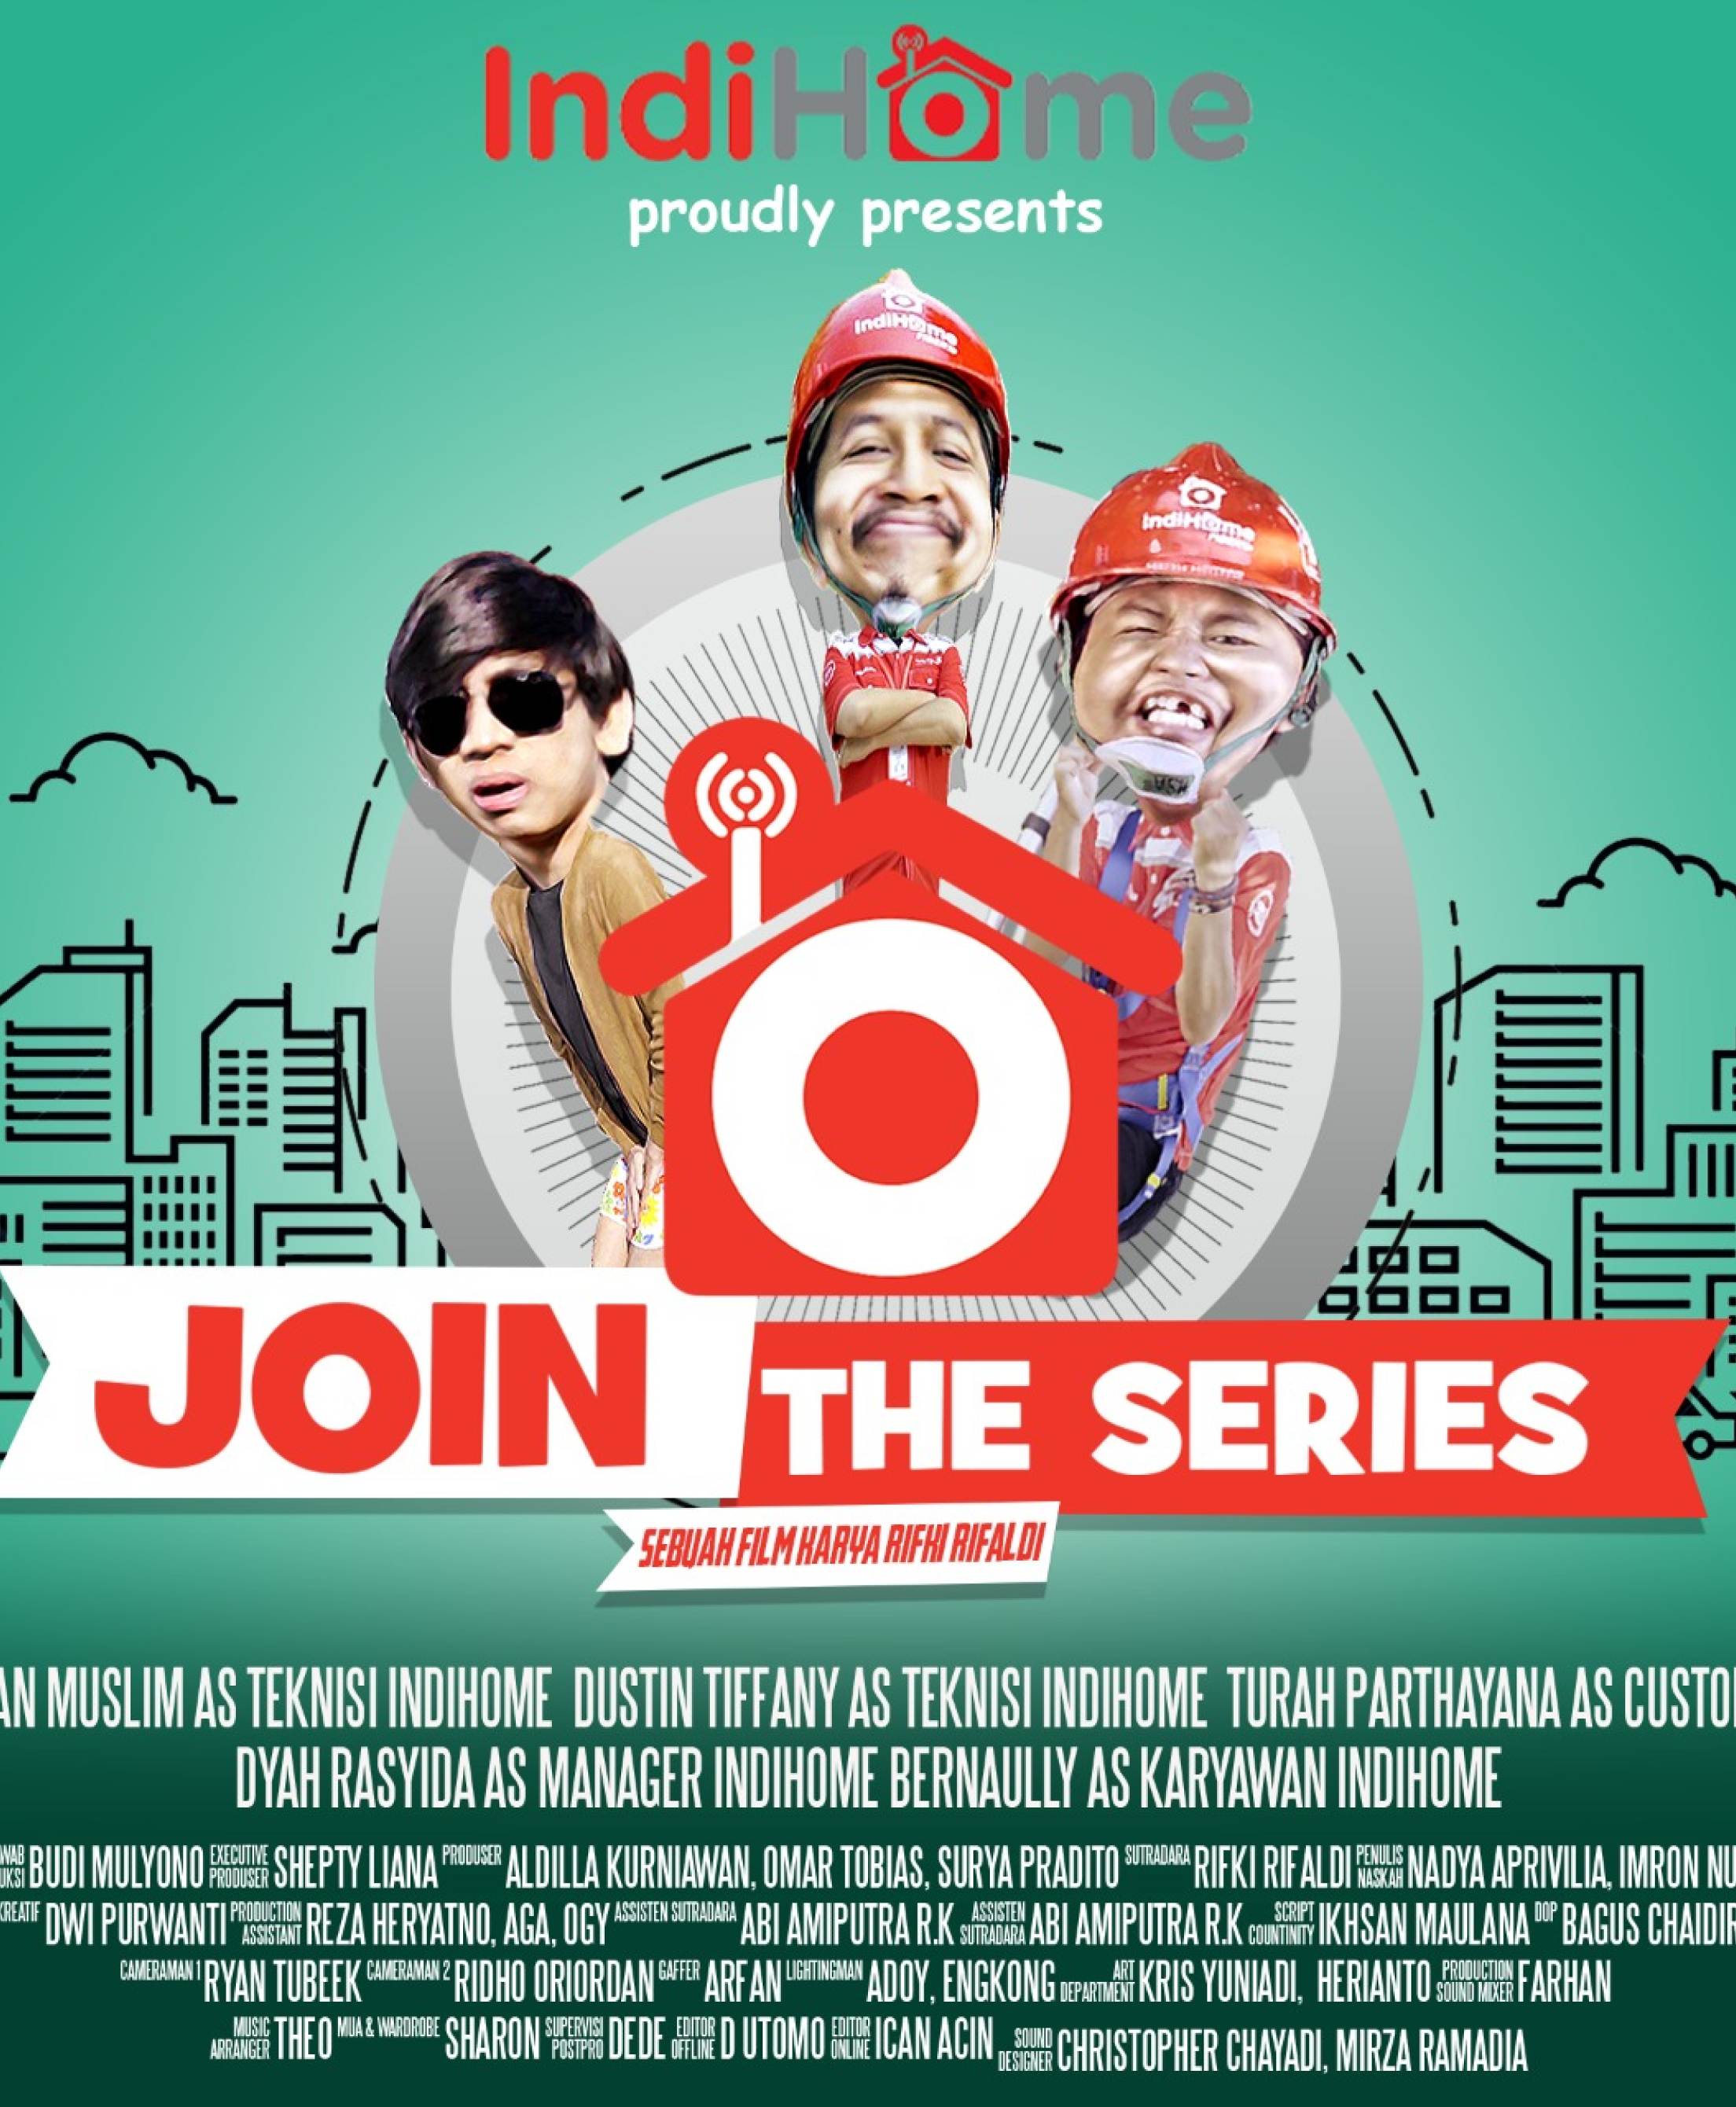 IndiHome
proudly presents
IndiHome
IndiHome
JOIN
THE SERIES
SEBUAH FILM KARYA RIFKI RIFALDI
MUSLIM AS TEKNISI INDIHOME DUSTIN TIFFANY AS TEKNISI INDIHOME TURAH PARTHAYANA AS
DYAH RASYIDA AS MANAGER INDIHOME BERNAULLY AS KARYAWAN INDIHOME
BUDI MULYONO EXECUTIVE PRODUSER SHEPTY LIANA PRODUSER ALDILLA KURNIAWAN, OMAR TOBIAS, SURYA PRADITO SUTRADARA RIFKI RIFALDI PENULIS NASKAH NADYA APRIVILIA, IMRON
KREATIF DWI PURWANTI PRODUCTION ASSISTANT REZA HERYATNO, AGA, OGY ASSISTEN SUTRADARA ABI AMIPUTRA R.K ASSISTEN SUTRADARA ABI AMIPUTRA R.K SCRIPT COUNTINITY IKHSAN MAULANA DOP BAGUS CHAIDIR
CAMERAMAN 1 RYAN TUBEEK CAMERAMAN 2 RIDHO ORIORDAN GAFFER ARFAN LIGHTINGMAN ADOY, ENGKONG ART DEPARTMENT KRIS YUNIADI, HERIANTO PRODUCTION SOUND MIXER FARHAN
MUSIC ARRANGER THEO MUA & WARDROBE SHARON SUPERVISI POSTPRO DEDE EDITOR OFFLINE D UTOMO EDITOR ONLINE ICAN ACIN SOUND DESIGNER CHRISTOPHER CHAYADI, MIRZA RAMADIA